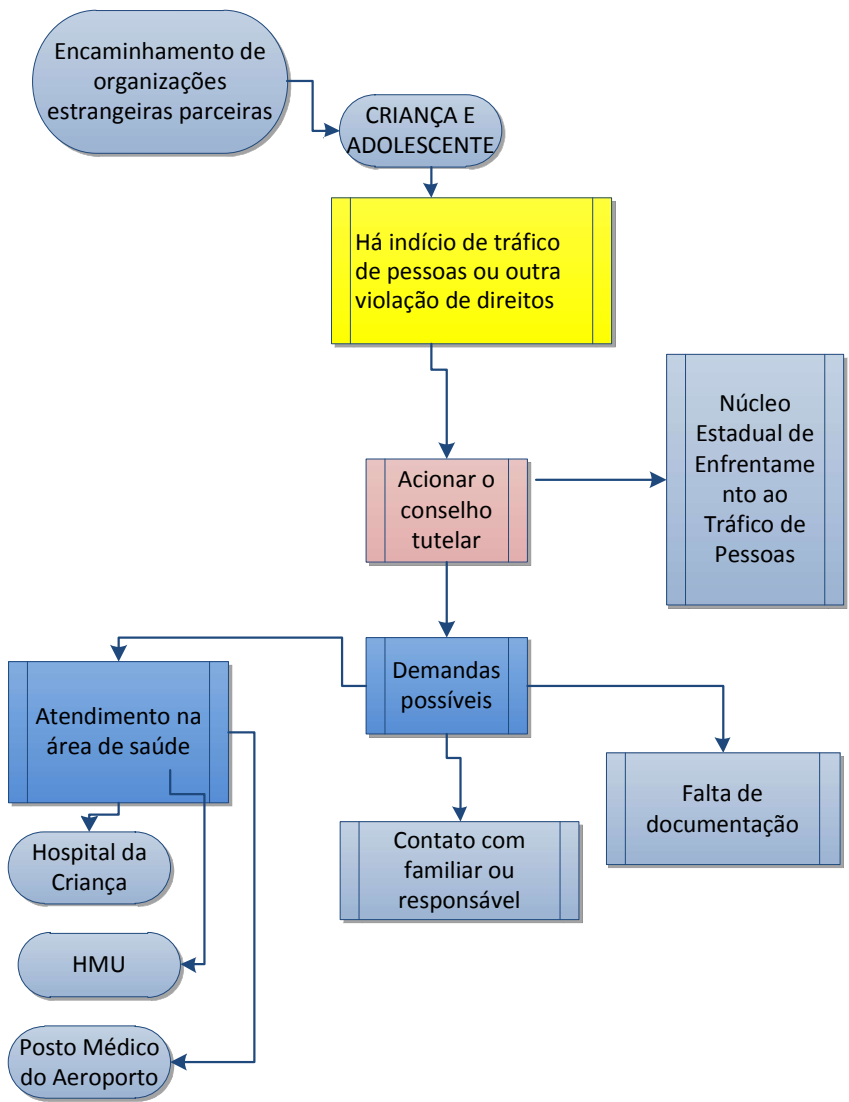 Encaminhamento de
organizações
estrangeiras parceiras
CRIANÇA E
ADOLESCENTE
Há indício de tráfico
de pessoas ou outra
violação de direitos
Acionar o
conselho
tutelar
Núcleo
Estadual de
Enfrentame
nto ao
Tráfico de
Pessoas
Demandas
possíveis
Atendimento na
área de saúde
Falta de
documentação
Contato com
familiar ou
responsável
Hospital da
Criança
HMU
Posto Médico
do Aeroporto